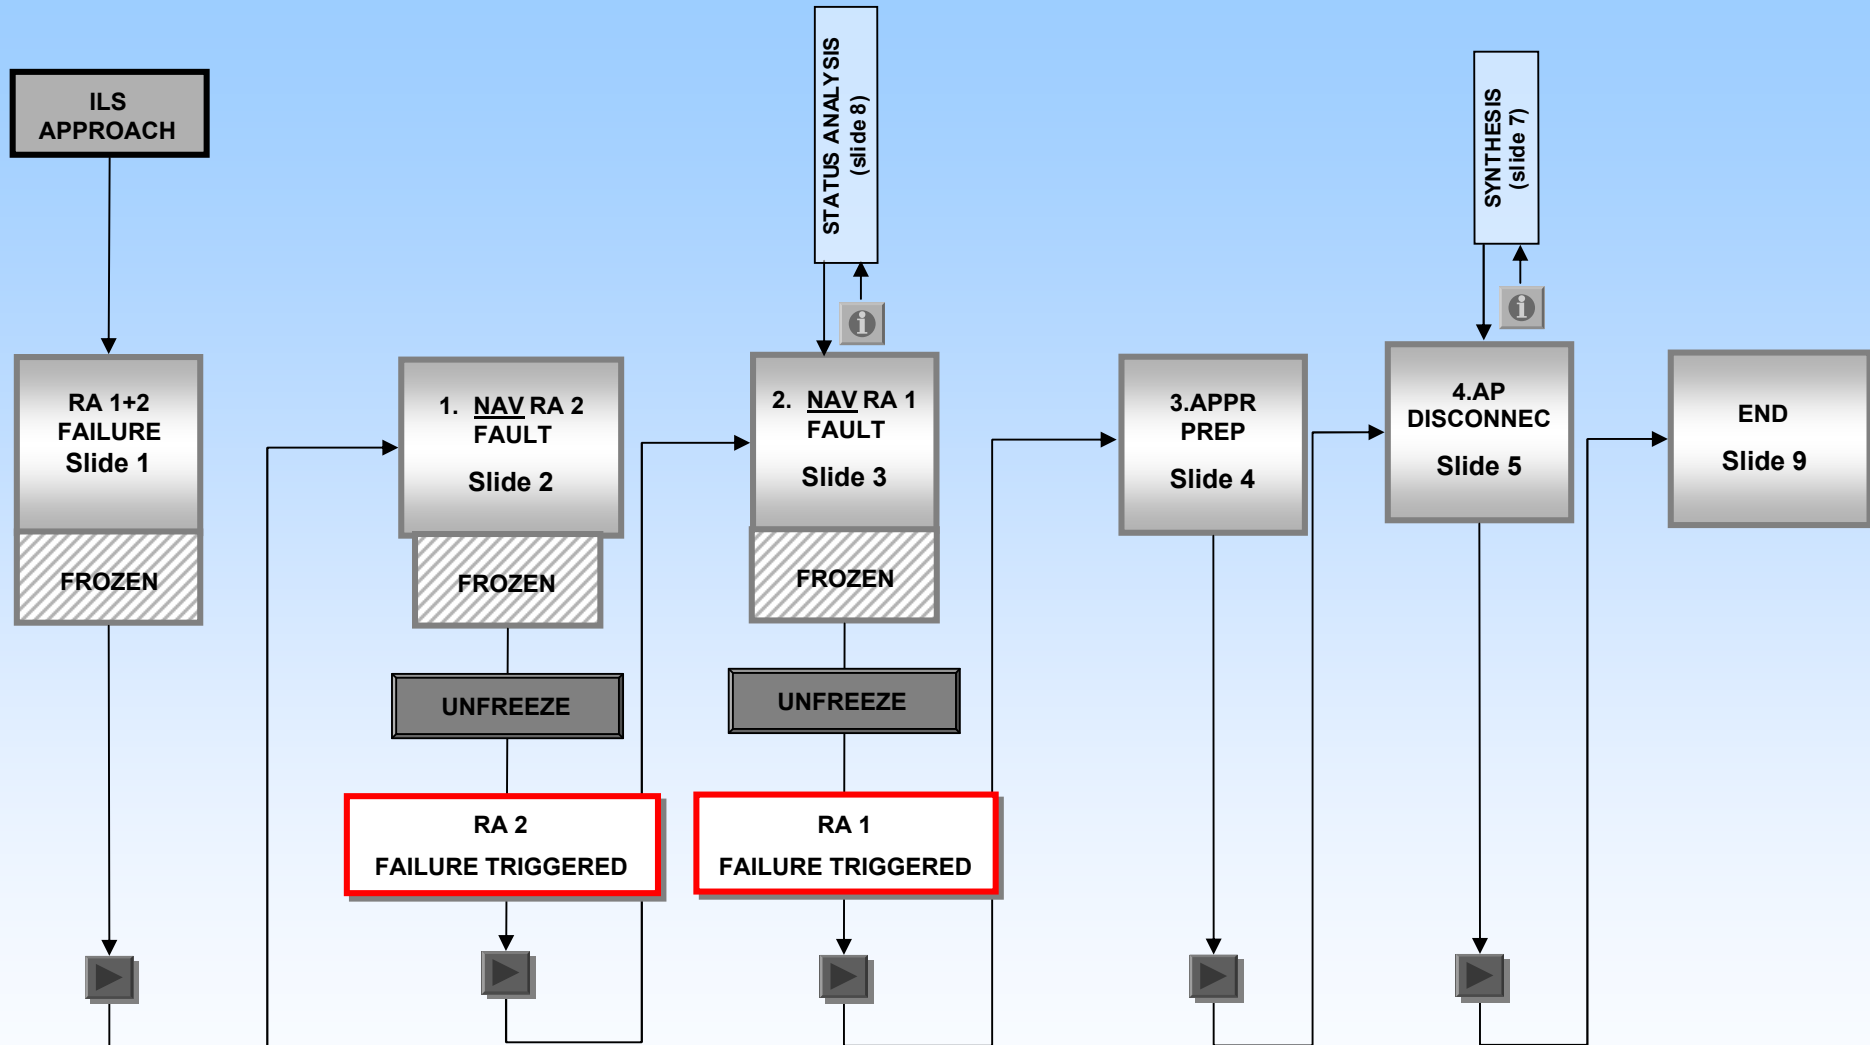 ILS
APPROACH
STATUS ANALYSIS
(slide 8)
SYNTHESIS
(slide 7)
RA 1+2
FAILURE
Slide 1
FROZEN
1. NAV RA 2
FAULT
Slide 2
FROZEN
UNFREEZE
RA 2
FAILURE TRIGGERED
2. NAV RA 1
FAULT
Slide 3
FROZEN
UNFREEZE
RA 1
FAILURE TRIGGERED
3.APPR
PREP
Slide 4
4.AP
DISCONNEC
Slide 5
END
Slide 9